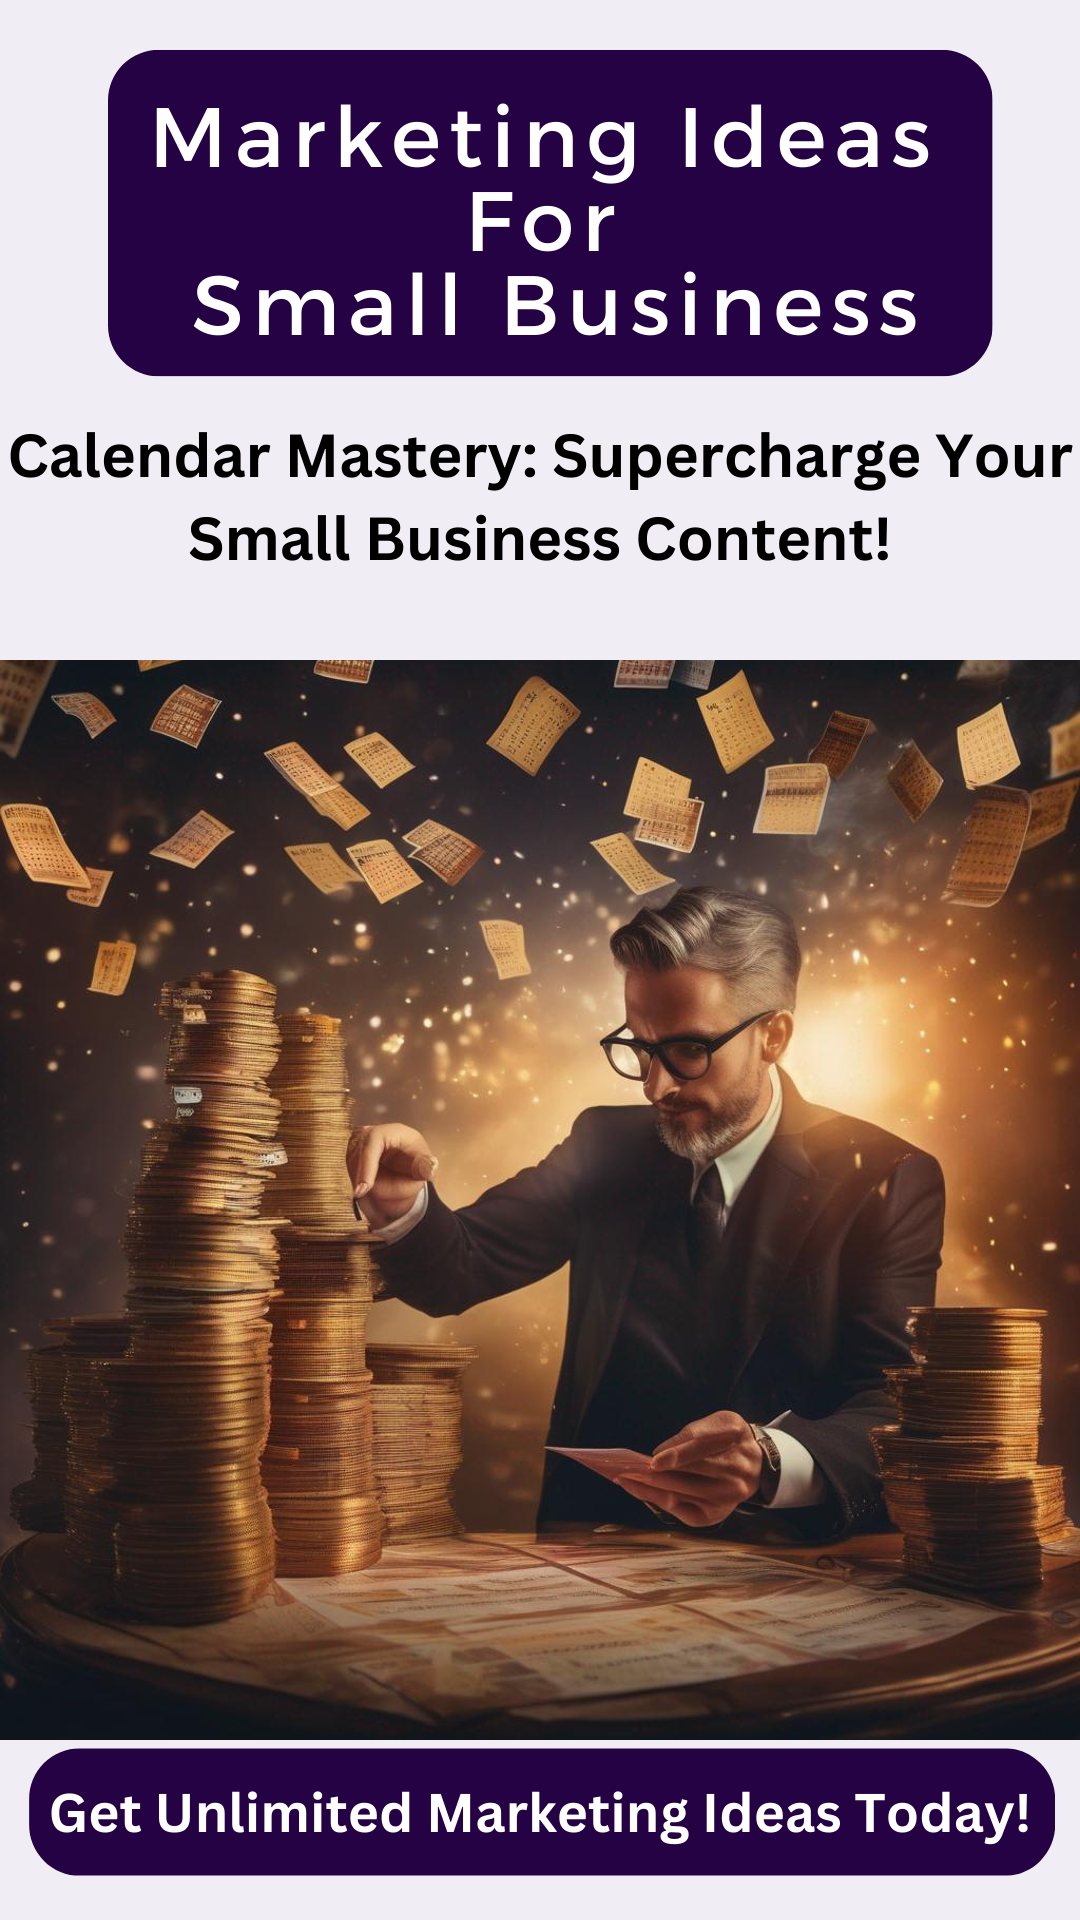 Marketing Ideas
For
Small Business
Calendar Mastery: Supercharge Your
Small Business Content!
Get Unlimited Marketing Ideas Today!